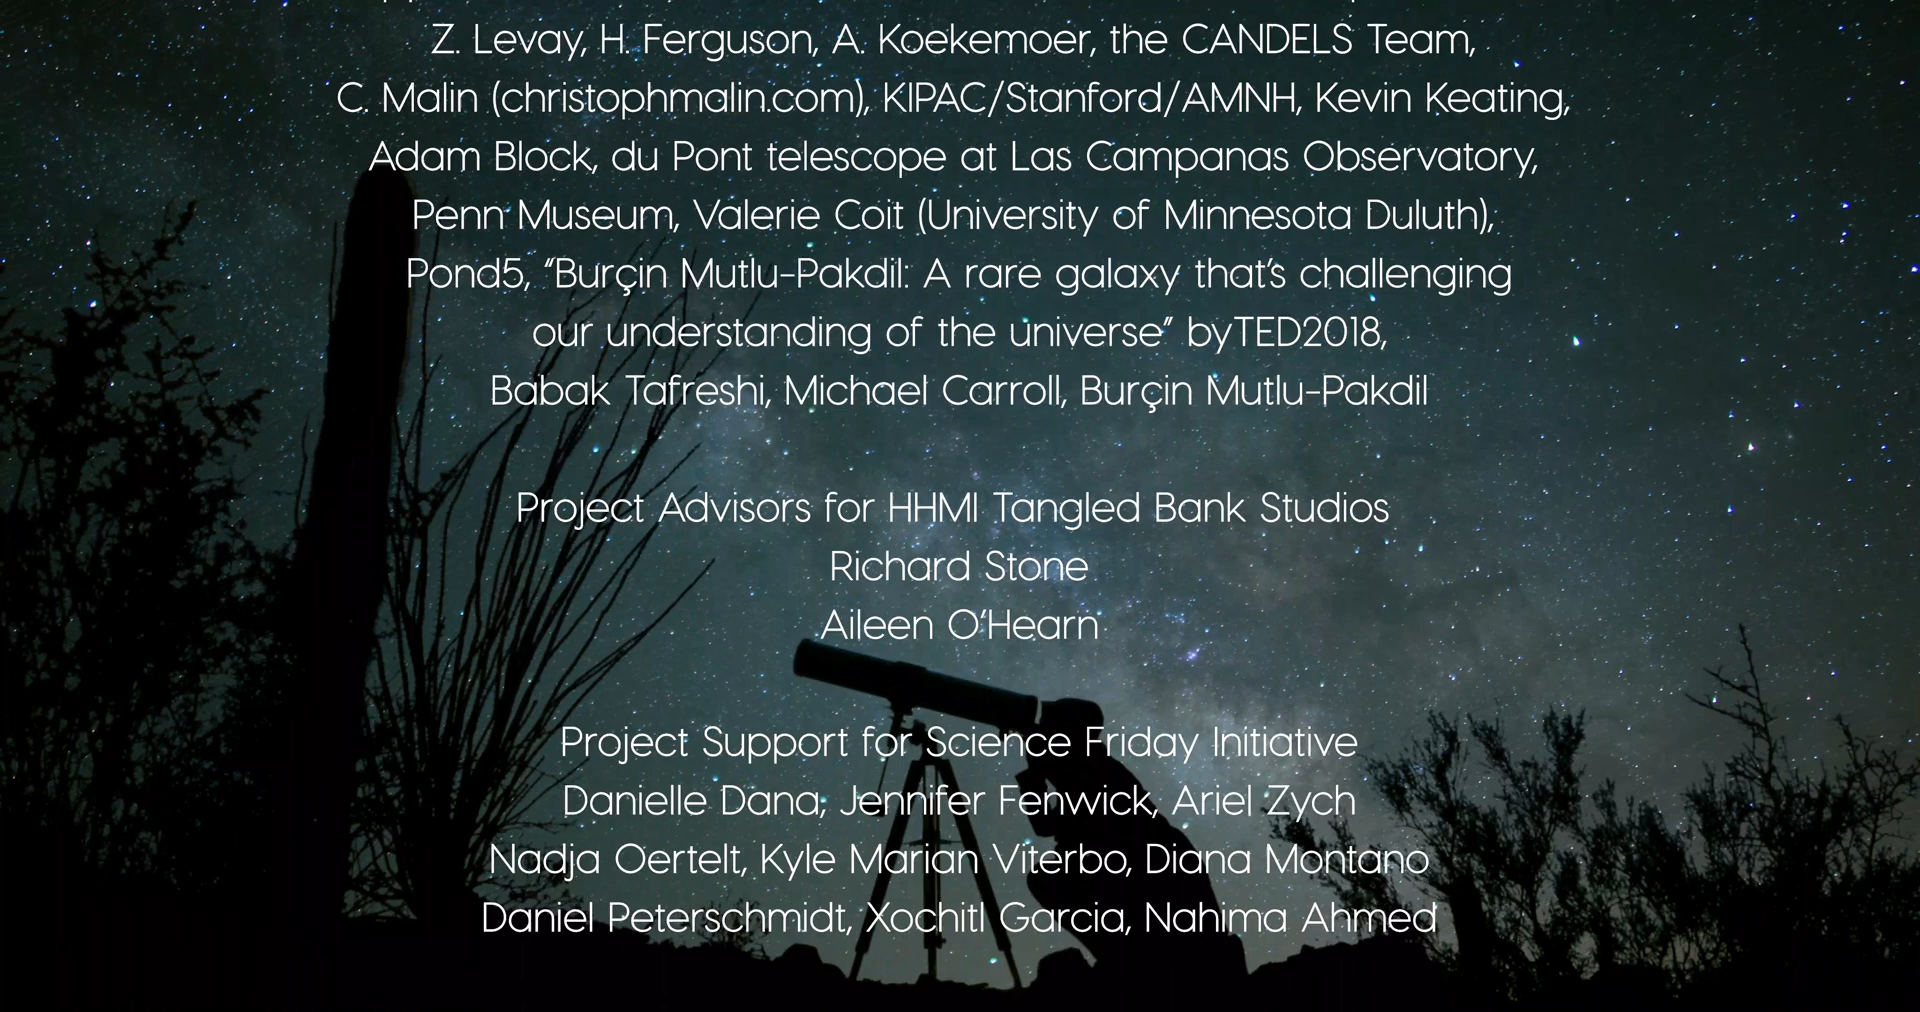 Z. Levay, H. Ferguson, A. Koekemoer, the CANDELS Team,
C. Malin (christophmalin.com), KIPAC/Stanford/AMNH, Kevin Keating,
Adam Block, du Pont telescope at Las Campanas Observatory,
Penn Museum, Valerie Coit (University of Minnesota Duluth),
Pond5, “Burçin Mutlu-Pakdil: A rare galaxy that’s challenging
our understanding of the universe” byTED2018,
Babak Tafreshi, Michael Carroll, Burçin Mutlu-Pakdil
Project Advisors for HHMI Tangled Bank Studios
Richard Stone
Aileen O’Hearn
Project Support for Science Friday Initiative
Danielle Dana, Jennifer Fenwick, Ariel Zych
Nadja Oertelt, Kyle Marian Viterbo, Diana Montano
Daniel Peterschmidt, Xochitl Garcia, Nahima Ahmed